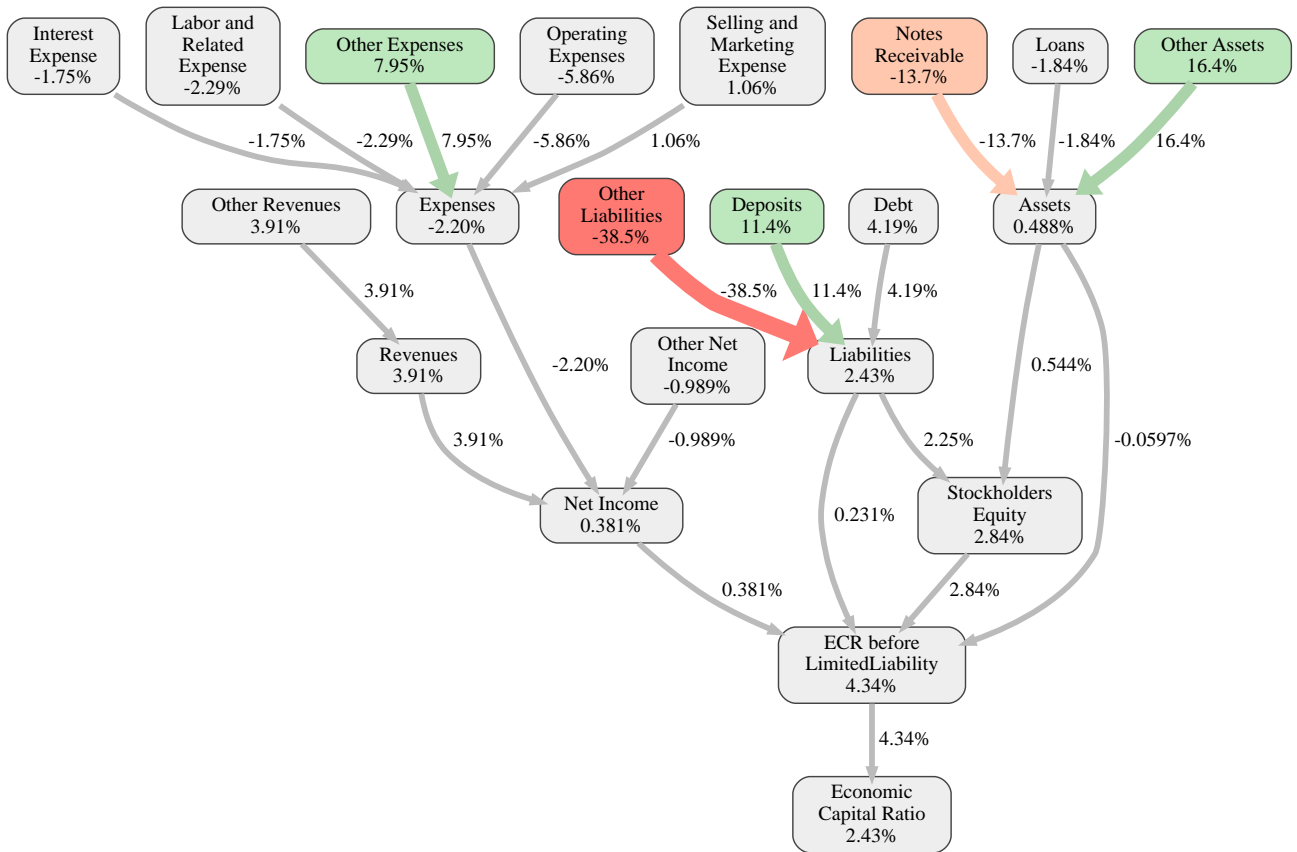 Interest
Expense
-1.75%
Labor and
Related
Expense
-2.29%
Other Expenses
7.95%
Operating
Expenses
-5.86%
Selling and
Marketing
Expense
1.06%
Notes
Receivable
-13.7%
Loans
-1.84%
Other Assets
16.4%
-1.75%
-2.29%
7.95%
-5.86%
1.06%
-13.7%
-1.84%
16.4%
Other Revenues
3.91%
Expenses
-2.20%
Other
Liabilities
-38.5%
Deposits
11.4%
Debt
4.19%
Assets
0.488%
3.91%
-38.5%
11.4%
4.19%
Revenues
3.91%
-2.20%
Other Net
Income
-0.989%
Liabilities
2.43%
0.544%
3.91%
-0.989%
2.25%
-0.0597%
Net Income
0.381%
0.231%
Stockholders
Equity
2.84%
0.381%
2.84%
ECR before
LimitedLiability
4.34%
4.34%
Economic
Capital Ratio
2.43%